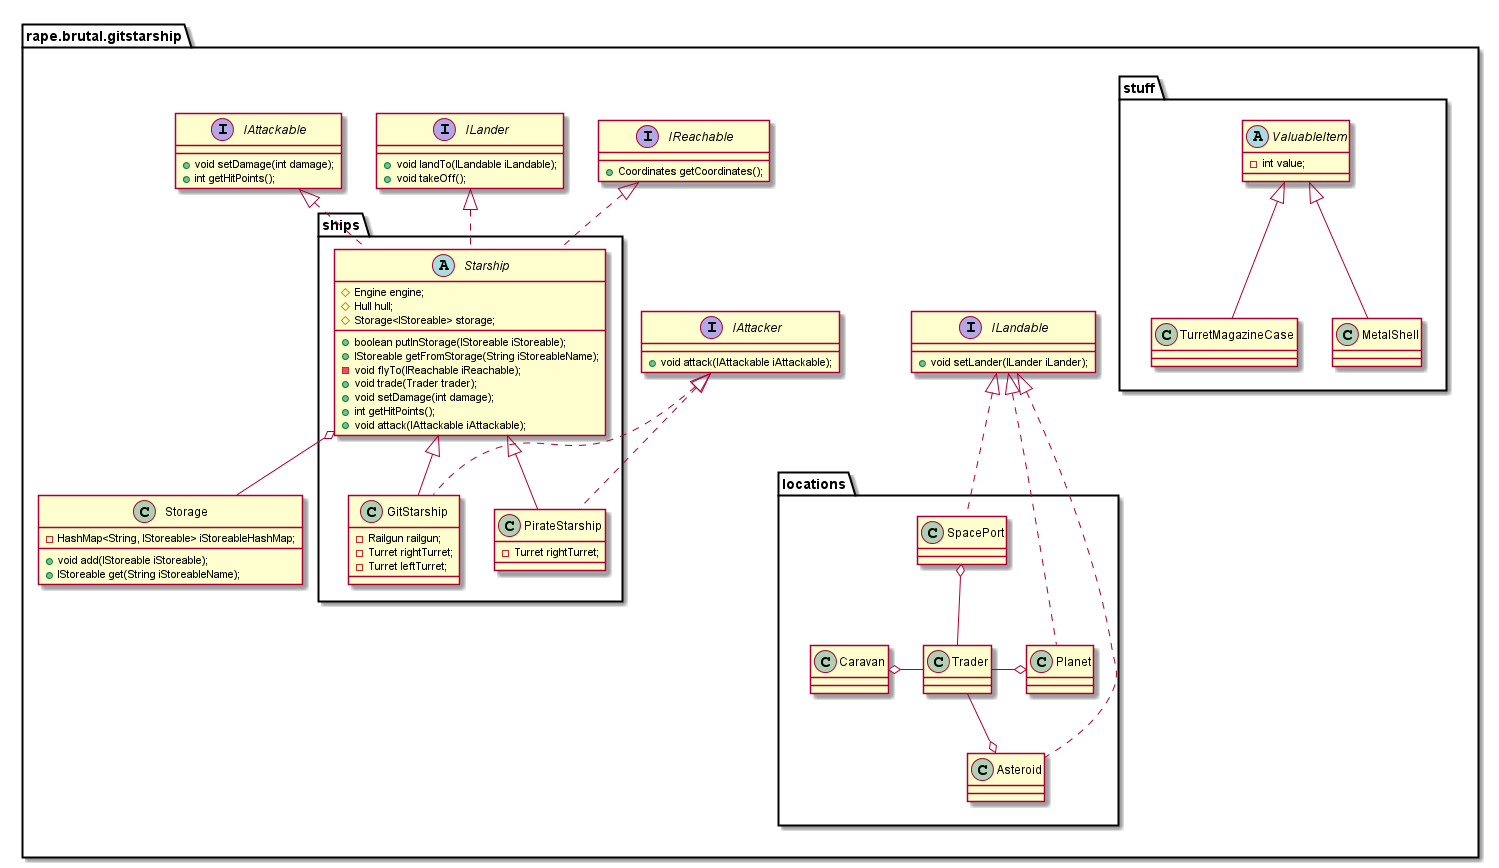 rape.brutal.gitstarship
stuff
I IAttackable
void setDamage(int damage);
int getHitPoints();
I ILander
void landTo(ILandable iLandable);
void takeOff();
I IReachable
Coordinates getCoordinates();
A ValuableItem
int value;
ships
A Starship
Engine engine;
Hull hull;
Storage<IStoreable> storage;
boolean putInStorage(IStoreable iStoreable);
IStoreable getFromStorage(String iStoreableName);
void flyTo(IReachable iReachable);
void trade(Trader trader);
void setDamage(int damage);
int getHitPoints();
void attack(IAttackable iAttackable);
I IAttacker
void attack(IAttackable iAttackable);
I ILandable
void setLander(ILander iLander);
C TurretMagazineCase
C MetalShell
C Storage
HashMap<String, IStoreable> iStoreableHashMap;
void add(IStoreable iStoreable);
IStoreable get(String iStoreableName);
C GitStarship
Railgun railgun;
Turret rightTurret;
Turret leftTurret;
C PirateStarship
Turret rightTurret;
locations
C SpacePort
C Caravan
C Trader
C Planet
C Asteroid